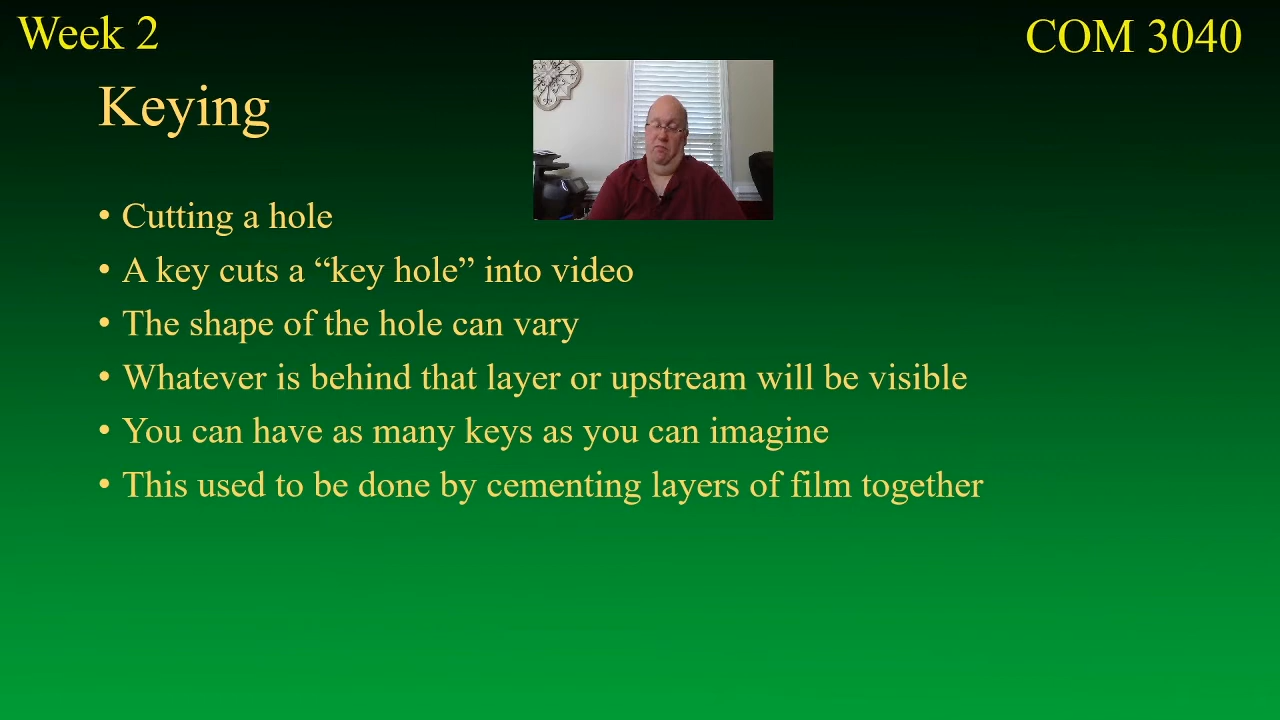 Week 2
COM 3040
Keying
• Cutting a hole
• A key cuts a “key hole” into video
• The shape of the hole can vary
• Whatever is behind that layer or upstream will be visible
• You can have as many keys as you can imagine
• This used to be done by cementing layers of film together